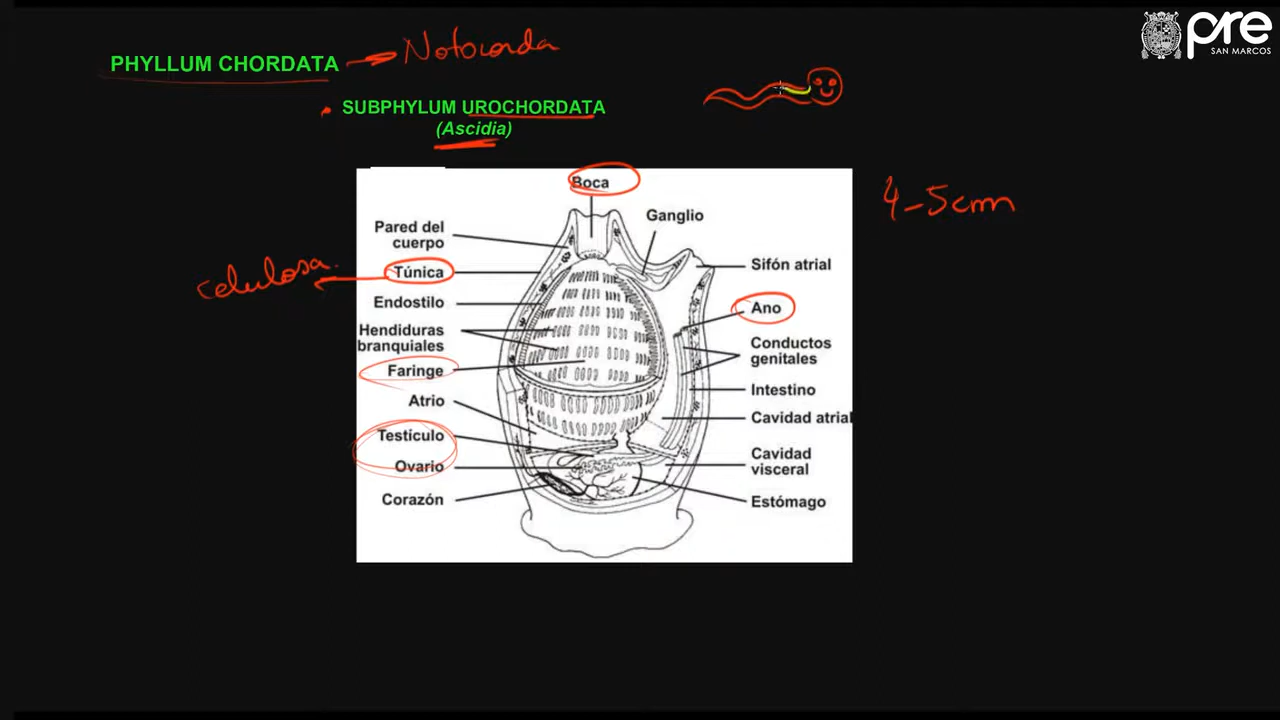 pre
SAN MARCOS
PHYLLUM CHORDATA
Notocorda
SUBPHYLUM UROCHORDATA
(Ascidia)
4-5cm
celulosa.
Boca
Ganglio
Pared del
cuerpo
Túnica
Endostilo
Hendiduras
branquiales
Faringe
Atrio
Testículo
Ovario
Corazón
Sifón atrial
Ano
Conductos
genitales
Intestino
Cavidad atrial
Cavidad
visceral
Estómago